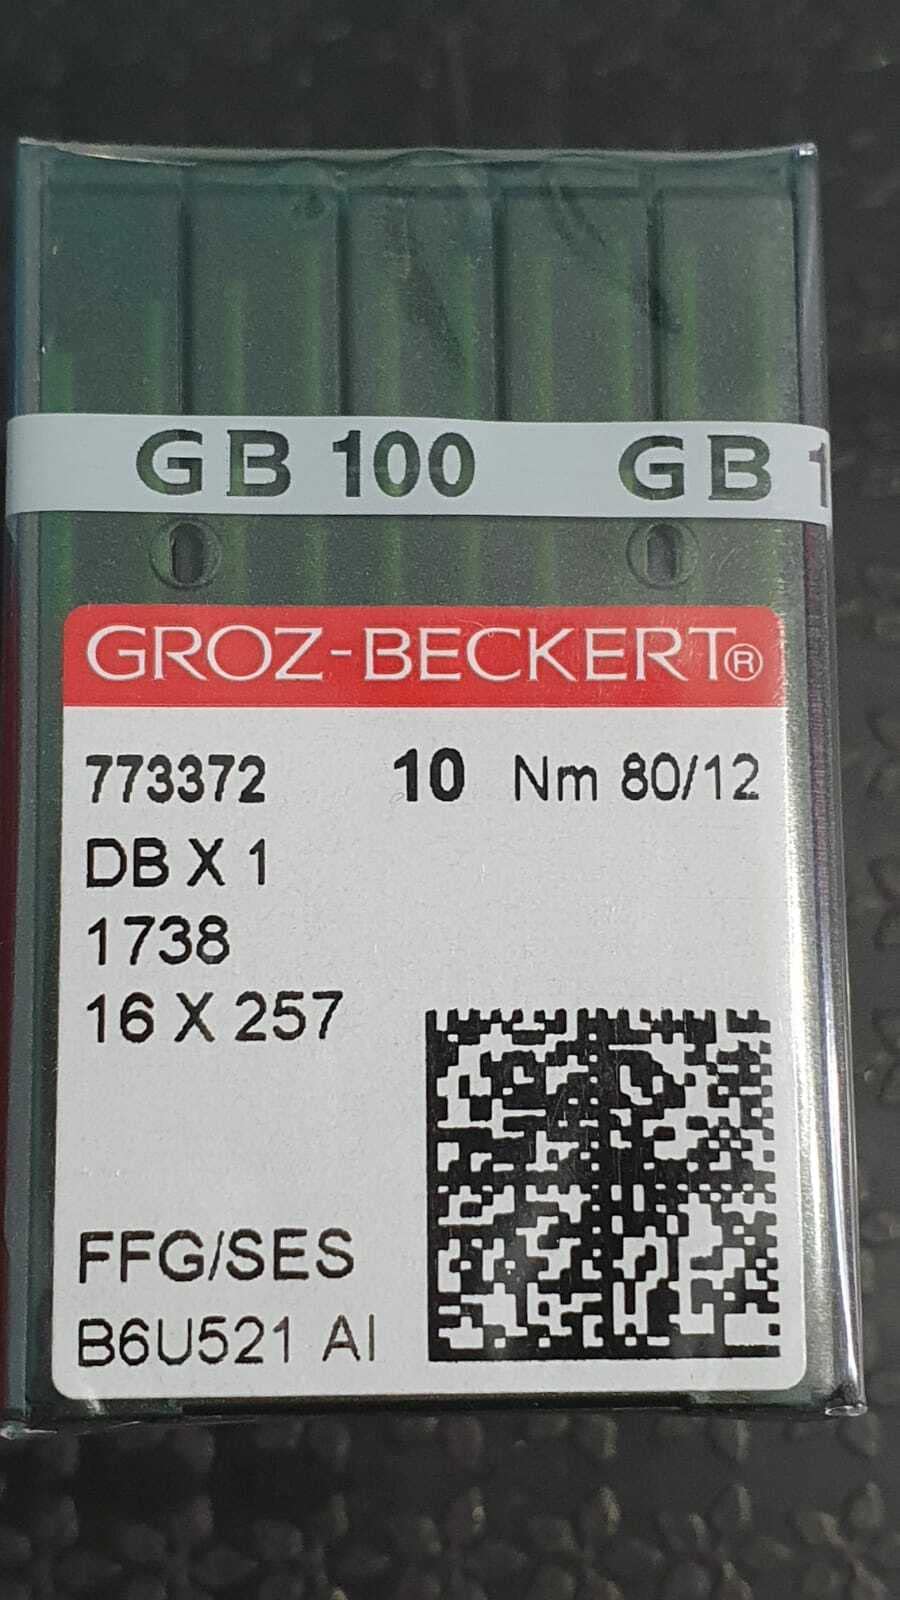 GB 100 GB 1
GROZ-BECKERT®
773372 10 Nm 80/12
DB X 1
1738
16 X 257
FFG/SES
B6U521 AI